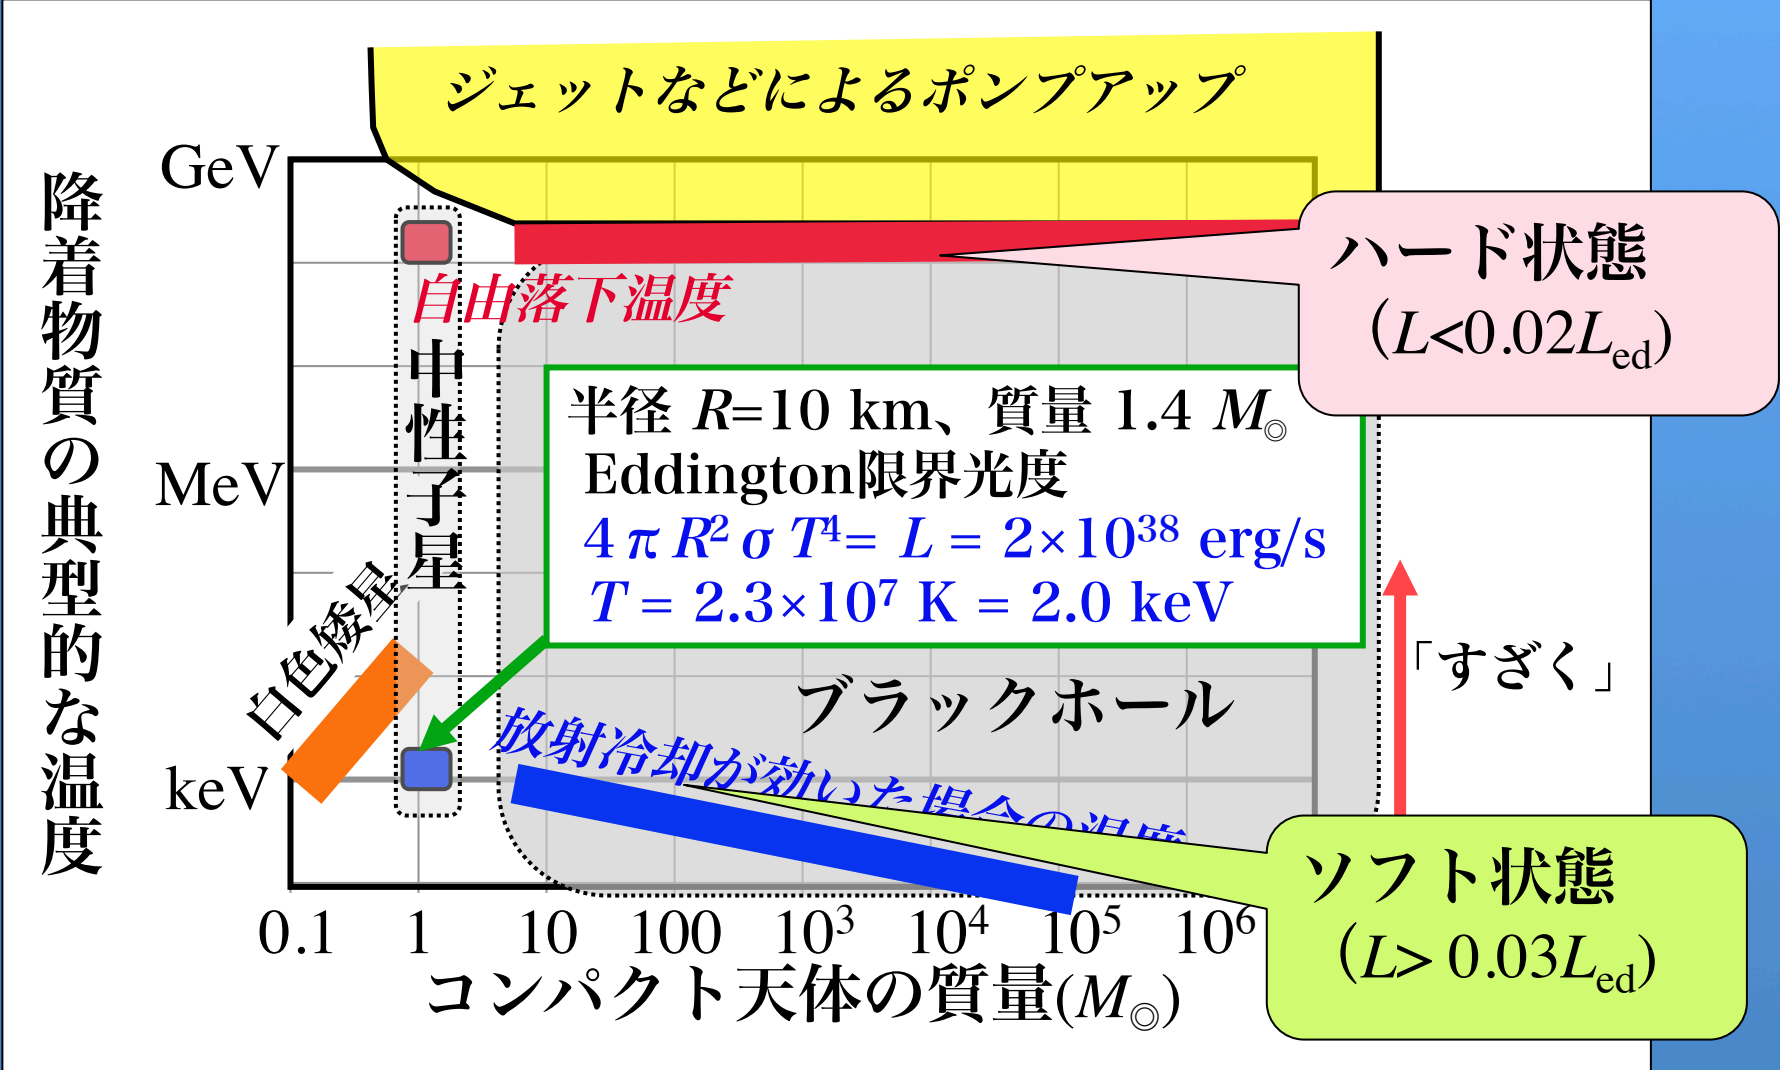 ジェットなどによるポンプアップ
GeV
MeV
keV
降着物質の典型的な温度
自由落下温度
中性子星
白色矮星
ハード状態
(L<0.02Led)
半径 R=10 km、質量 1.4 M◎
Eddington限界光度
4πR²σT⁴= L = 2×10³⁸ erg/s
T = 2.3×10⁷ K = 2.0 keV
「すざく」
ブラックホール
放射冷却が効いた場合の温度
ソフト状態
(L> 0.03Led)
0.1 1 10 100 10³ 10⁴ 10⁵ 10⁶
コンパクト天体の質量(M◎)